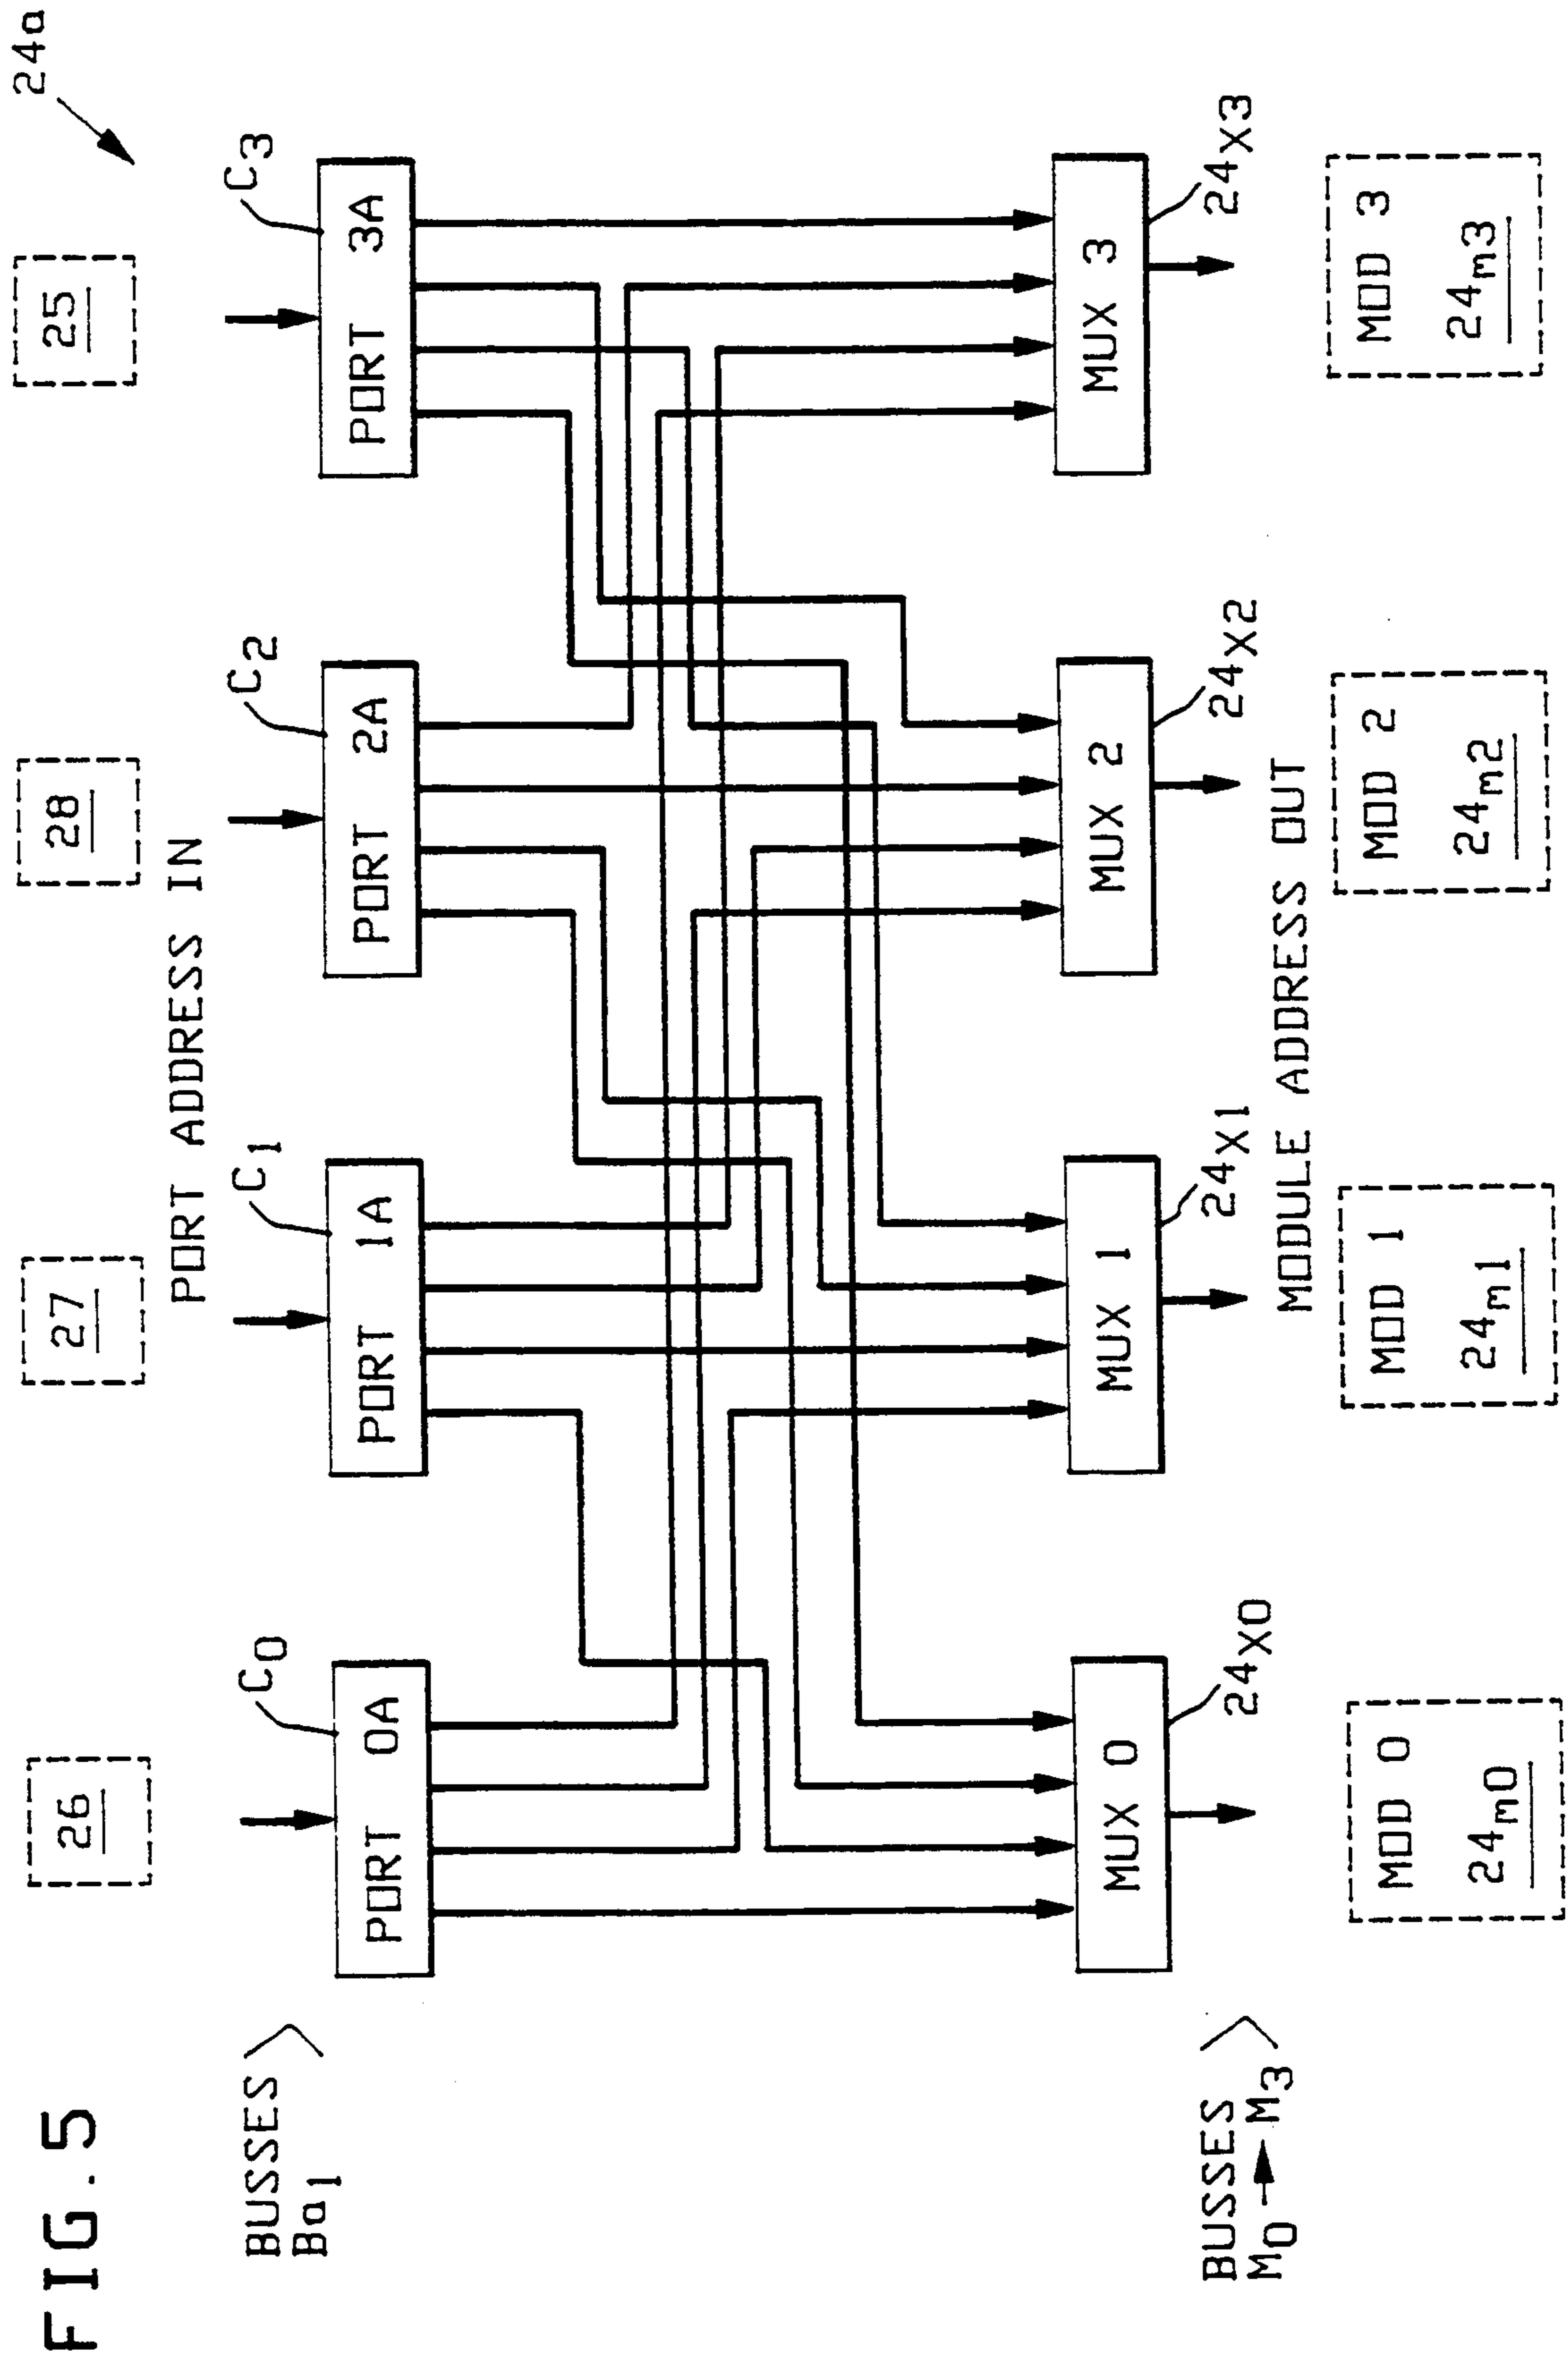 FIG. 5
24a
26
27
28
25
PORT ADDRESS IN
BUSSES
Ba1
C0
C1
C2
C3
PORT 0A
PORT 1A
PORT 2A
PORT 3A
MUX 0
MUX 1
MUX 2
MUX 3
24X0
24X1
24X2
24X3
BUSSES
M0 → M3
MODULE ADDRESS OUT
MOD 0
24m0
MOD 1
24m1
MOD 2
24m2
MOD 3
24m3